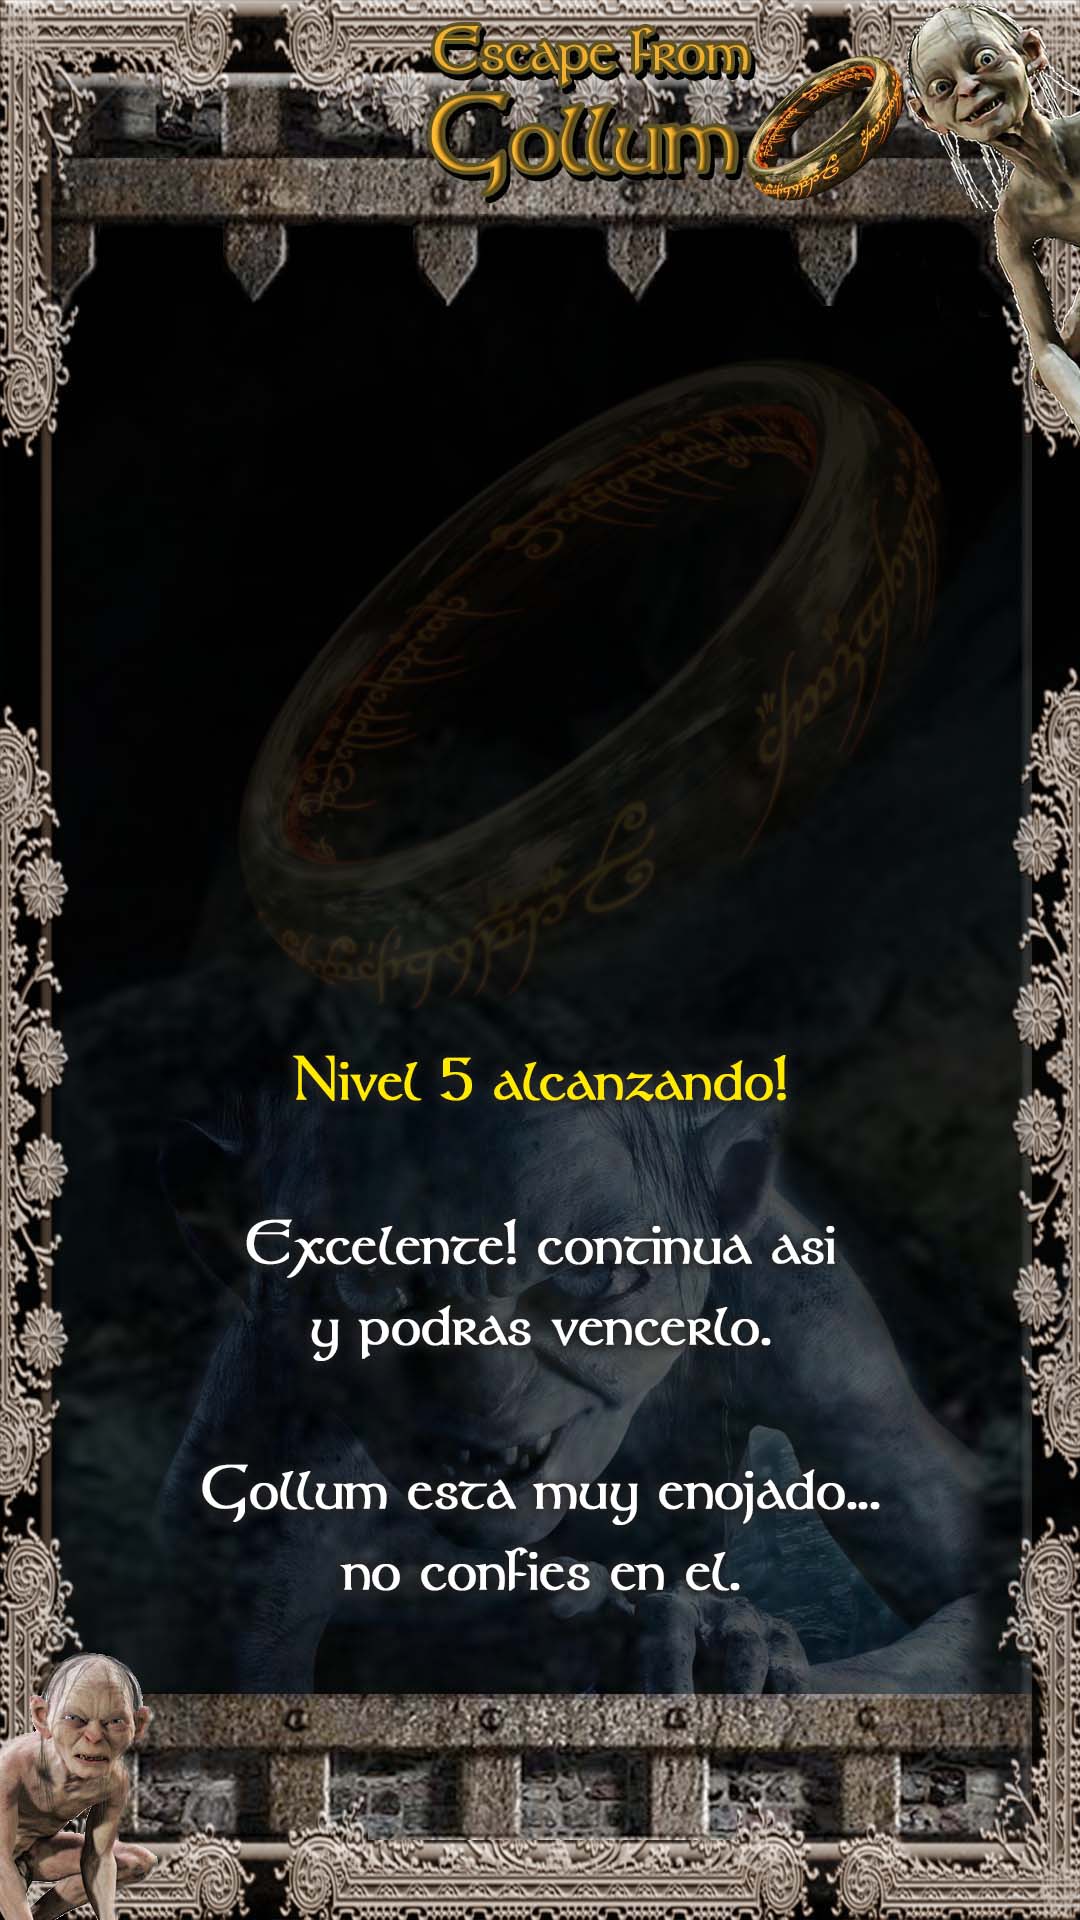 Escape from
Gollum
Nivel 5 alcanzando!
Excelente! continua asi
y podras vencerlo.
Gollum esta muy enojado...
no confies en el.